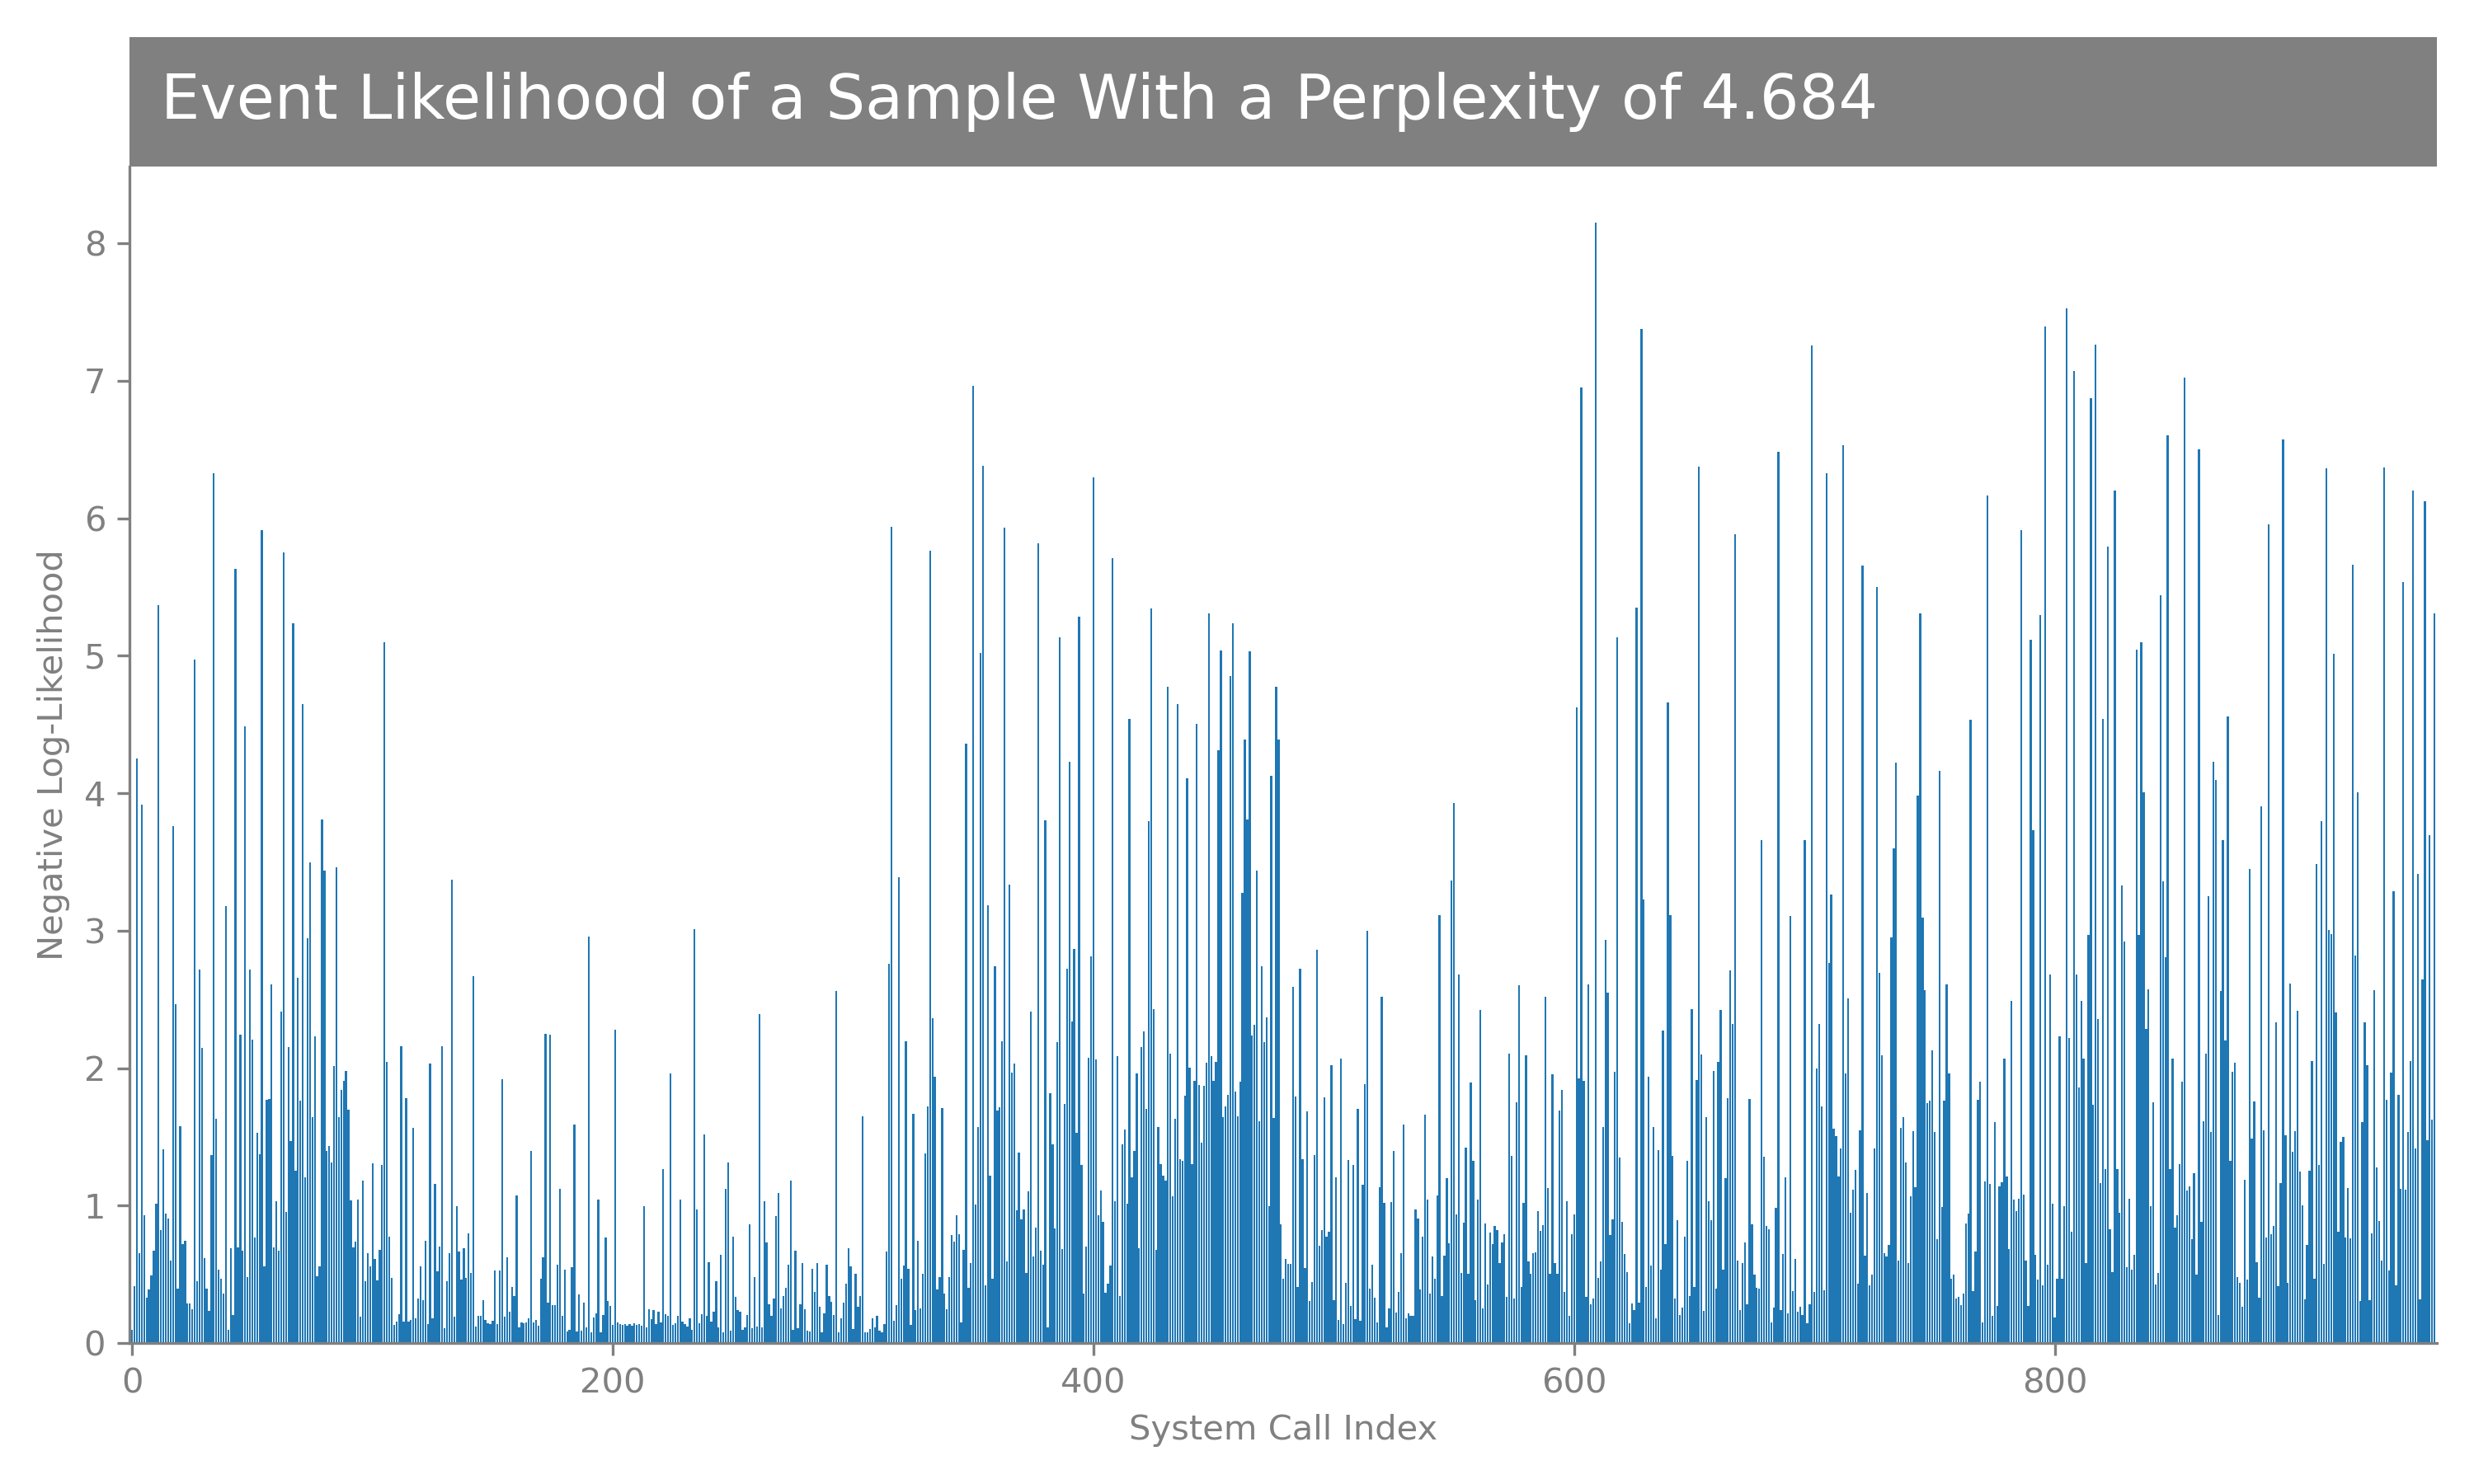 Event Likelihood of a Sample With a Perplexity of 4.684
8
7
6
5
4
3
2
1
0
Negative Log-Likelihood
0 200 400 600 800
System Call Index